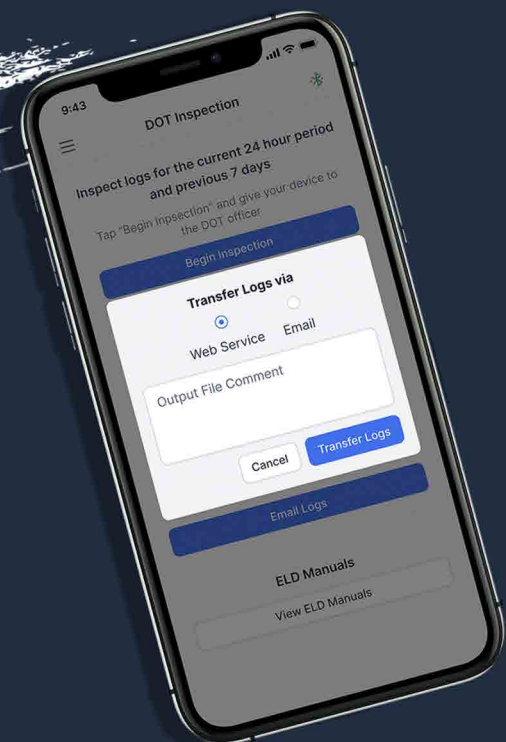 9:43
DOT Inspection
Inspect logs for the current 24 hour period
and previous 7 days
Tap "Begin Inpsection" and give your device to
the DOT officer
Begin Inspection
Transfer Logs via
Web Service Email
Output File Comment
Cancel Transfer Logs
Email Logs
ELD Manuals
View ELD Manuals